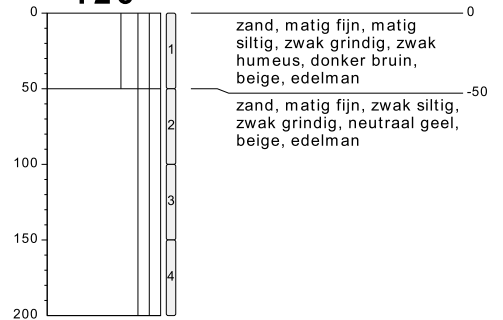 0
50
100
150
200
1
2
3
4
0
zand, matig fijn, matig
siltig, zwak grindig, zwak
humeus, donker bruin,
beige, edelman
-50
zand, matig fijn, zwak siltig,
zwak grindig, neutraal geel,
beige, edelman